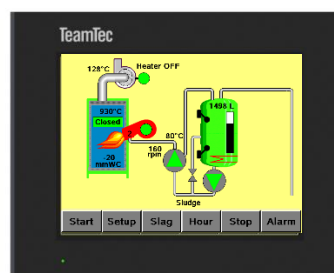 TeamTec
128°C
Heater OFF
930°C
Closed
1498 L
80°C
160
rpm
-20
mmWC
Sludge
Start
Setup
Slag
Hour
Stop
Alarm